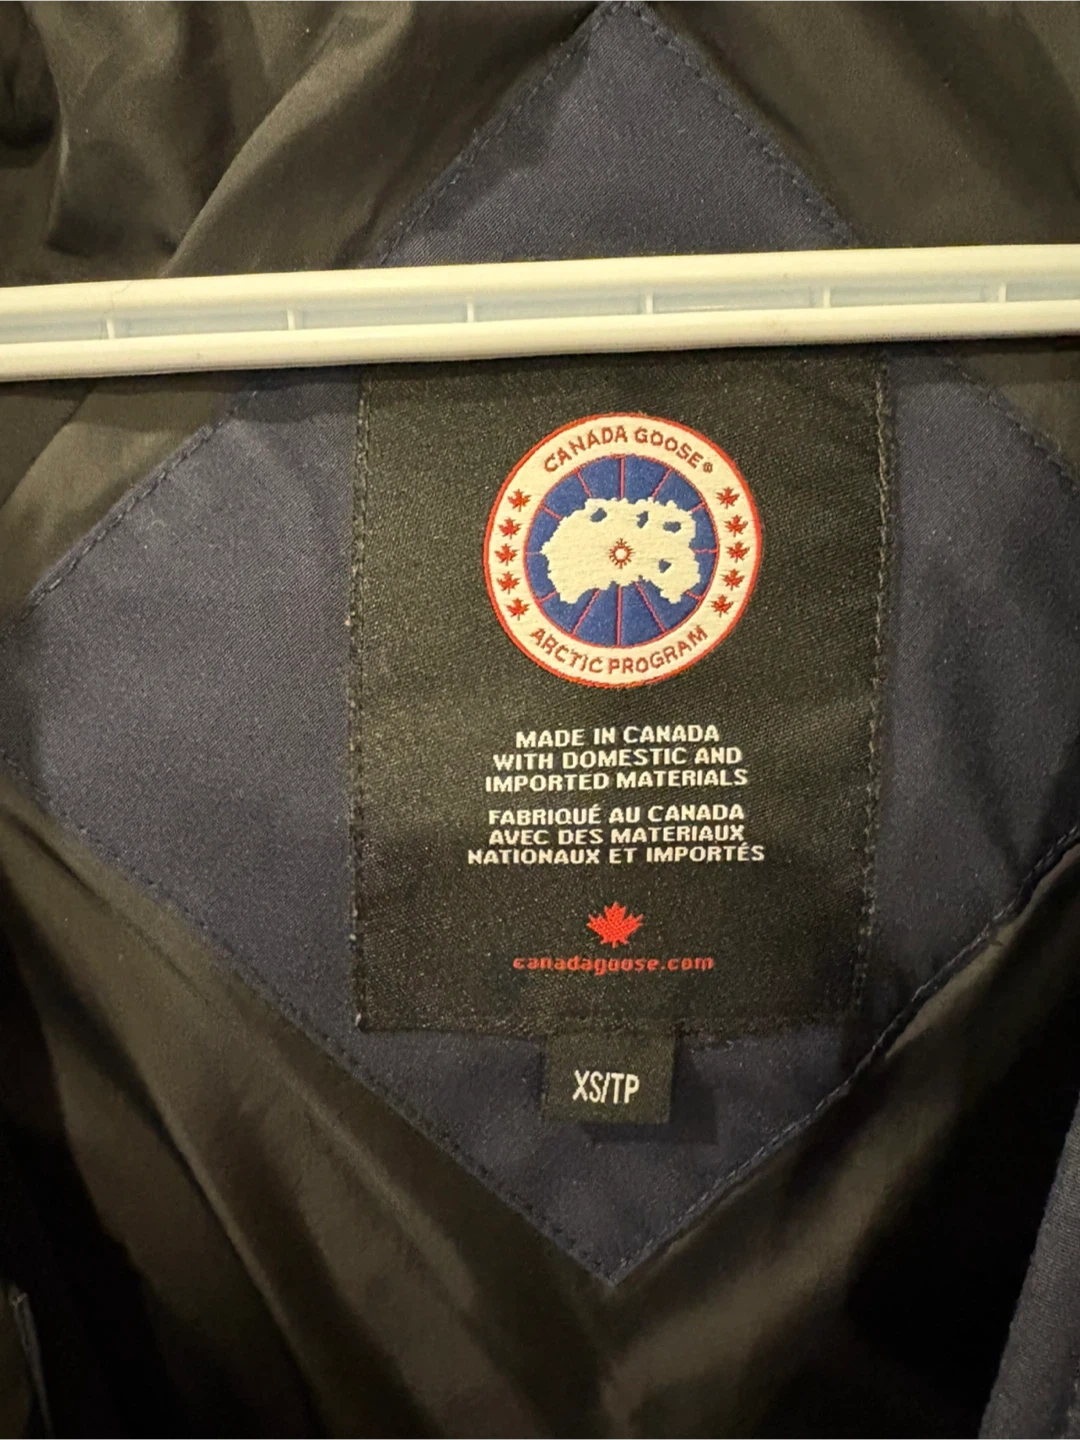 CANADA GOOSE®
ARCTIC PROGRAM
MADE IN CANADA
WITH DOMESTIC AND
IMPORTED MATERIALS
FABRIQUÉ AU CANADA
AVEC DES MATERIAUX
NATIONAUX ET IMPORTÉS
canadagoose.com
XS/TP